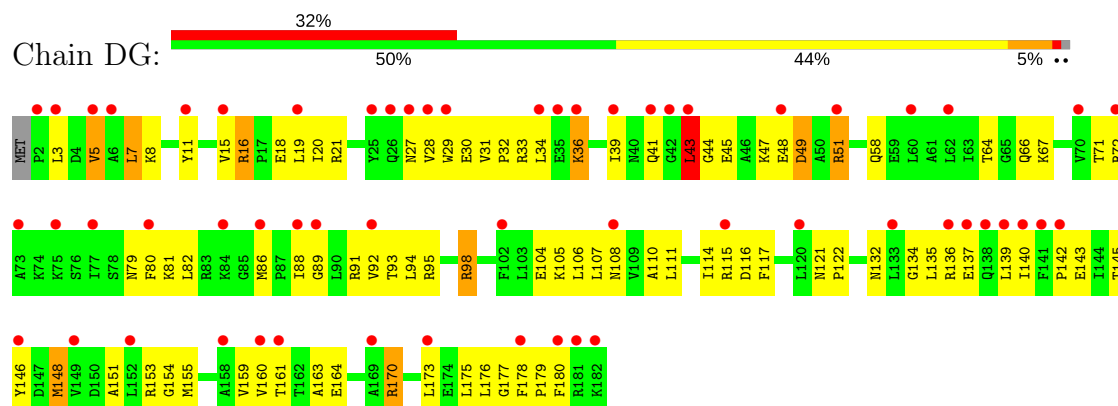 32%
Chain DG:
50% 44% 5% ..
MET P2 L3 D4 V5 A6 L7 K8 Y11 V15 R16 P17 E18 L19 I20 R21 Y25 Q26 N27 V28 W29 E30 V31 P32 R33 L34 E35 K36 I39 N40 Q41 G42 L43 G44 E45 A46 K47 E48 D49 A50 R51 Q58 E59 L60 A61 L62 I63 T64 G65 Q66 K67 V70 T71 P72
A73 K74 K75 S76 I77 S78 N79 F80 K81 L82 R83 K84 G85 M86 P87 I88 G89 L90 R91 V92 T93 L94 R95 R98 F102 L103 E104 K105 L106 L107 N108 V109 A110 L111 I114 R115 D116 F117 L120 N121 P122 N132 L133 G134 L135 R136 E137 Q138 L139 I140 F141 P142 E143 I144 T145
Y146 D147 M148 V149 D150 A151 L152 R153 G154 M155 A158 V159 V160 T161 T162 A163 E164 A169 R170 L173 E174 L175 L176 G177 F178 P179 F180 R181 K182